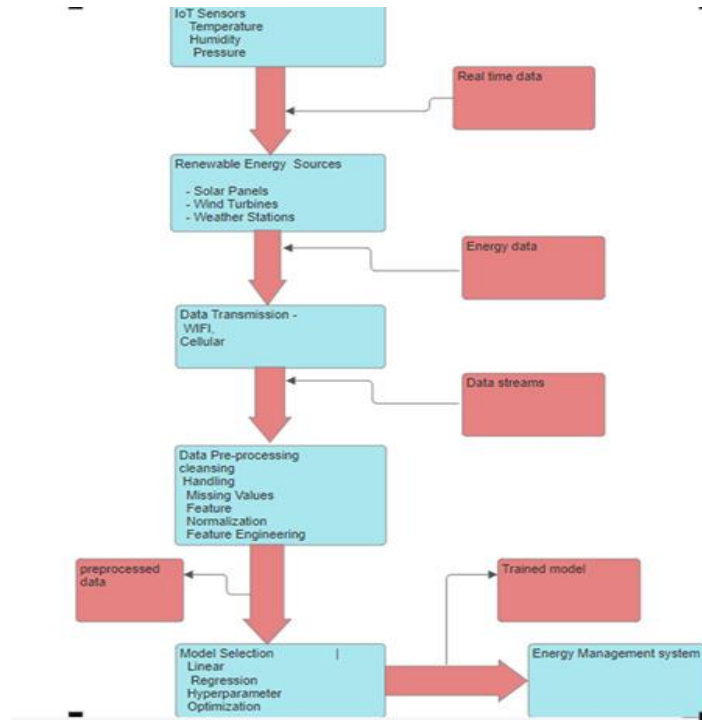 IoT Sensors
Temperature
Humidity
Pressure
Real time data
Renewable Energy Sources
- Solar Panels
- Wind Turbines
- Weather Stations
Energy data
Data Transmission -
WIFI,
Cellular
Data streams
Data Pre-processing
cleansing
Handling
Missing Values
Feature
Normalization
Feature Engineering
preprocessed
data
Trained model
Model Selection
Linear
Regression
Hyperparameter
Optimization
Energy Management system